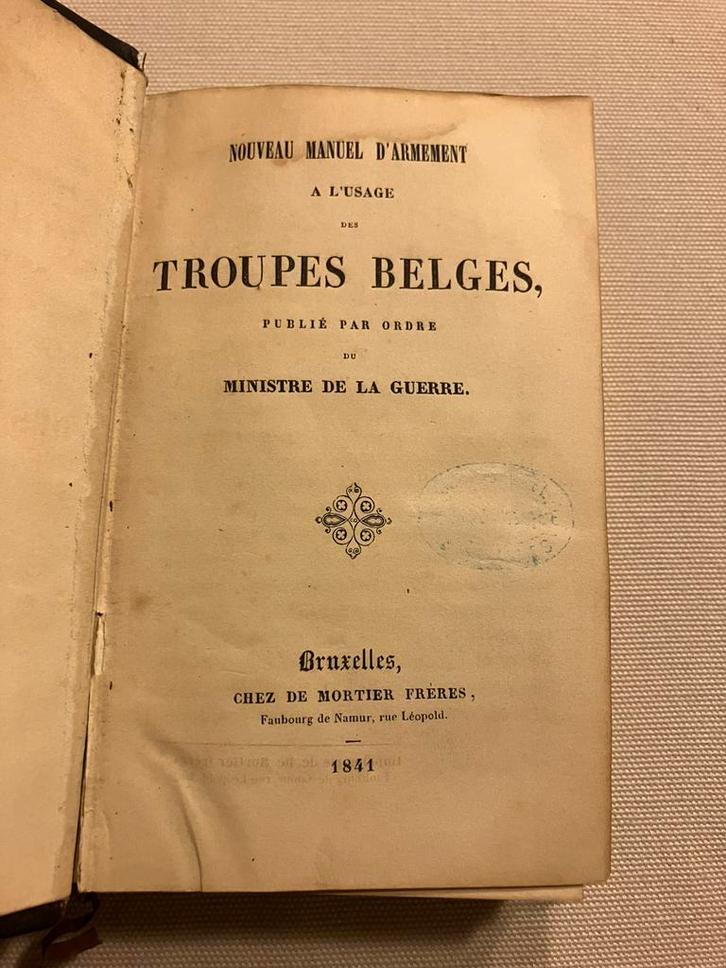 NOUVEAU MANUEL D'ARMEMENT
A L'USAGE
DES
TROUPES BELGES,
PUBLIÉ PAR ORDRE
DU
MINISTRE DE LA GUERRE.
Bruxelles,
CHEZ DE MORTIER FRÈRES,
Faubourg de Namur, rue Léopold.
1841